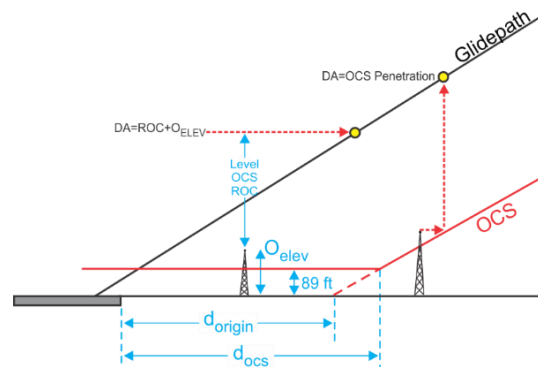 Glidepath
DA=OCS Penetration
DA=ROC+OELEV
Level
OCS
ROC
OCS
Oelev
89 ft
dorigin
docs